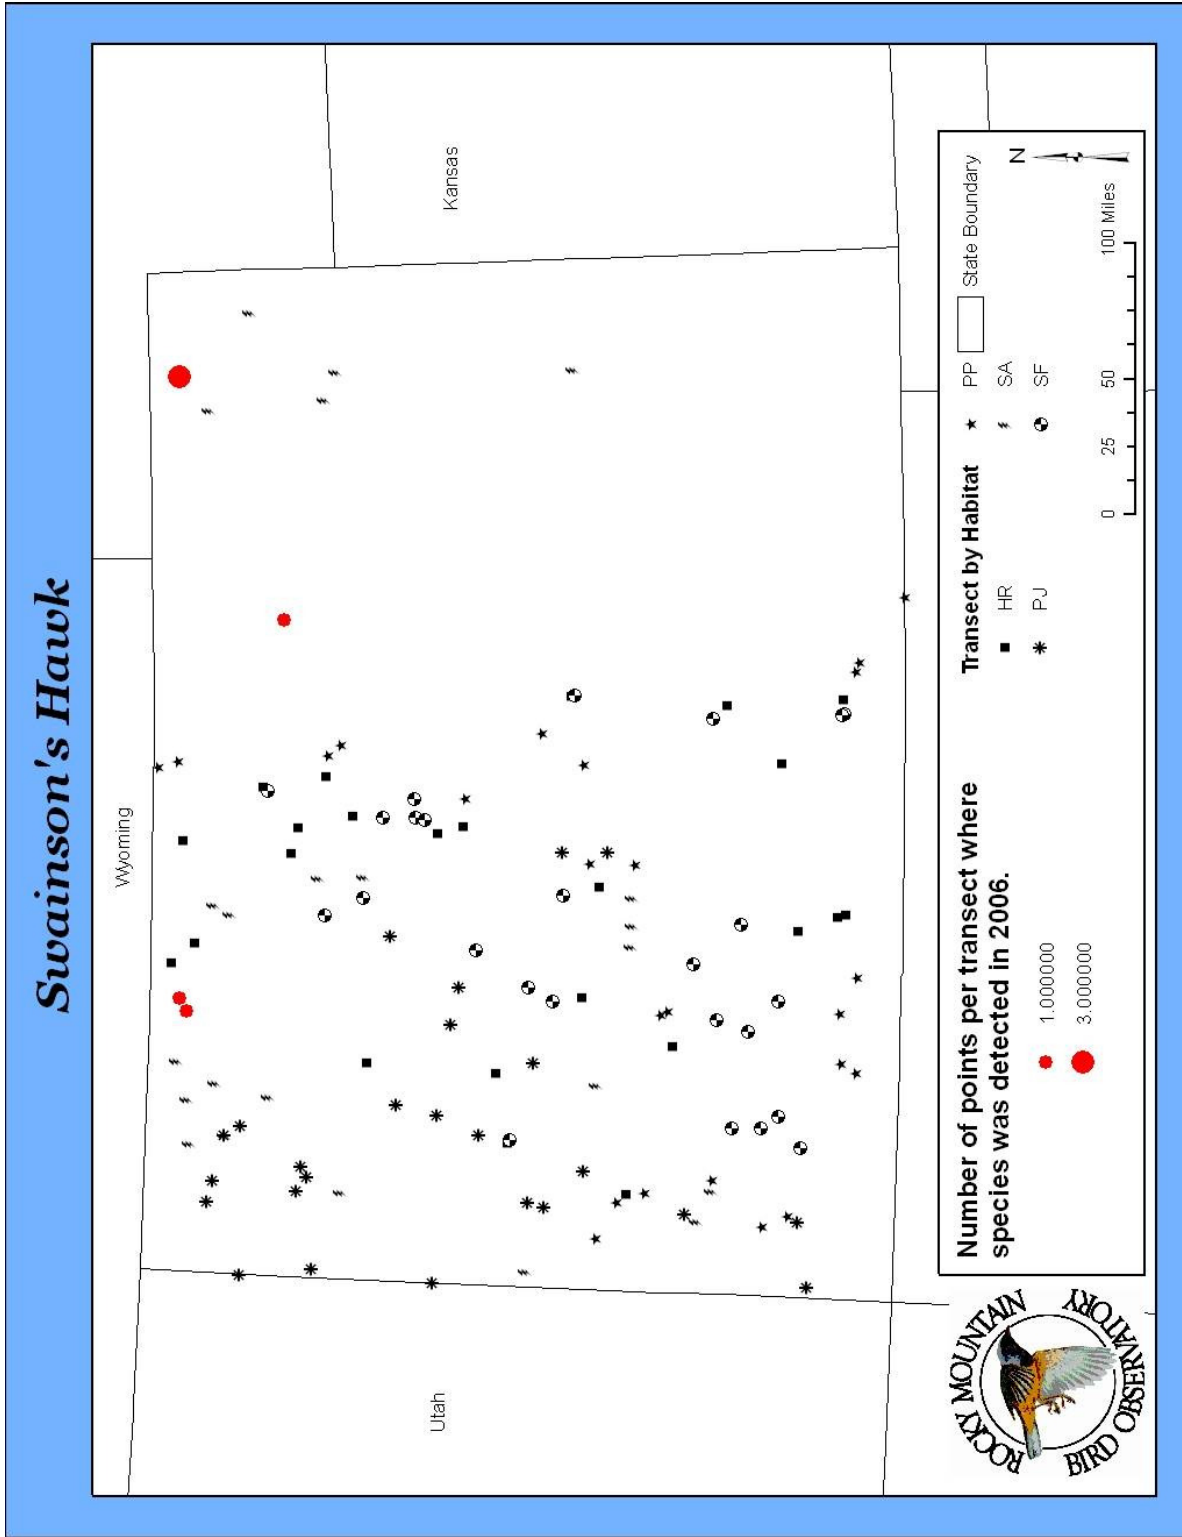 Swainson's Hawk
Wyoming
Utah
Kansas
Number of points per transect where
species was detected in 2006.
1.000000
3.000000
Transect by Habitat
HR
PJ
PP
SA
SF
State Boundary
N
0 25 50 100 Miles
ROCKY MOUNTAIN
BIRD OBSERVATORY